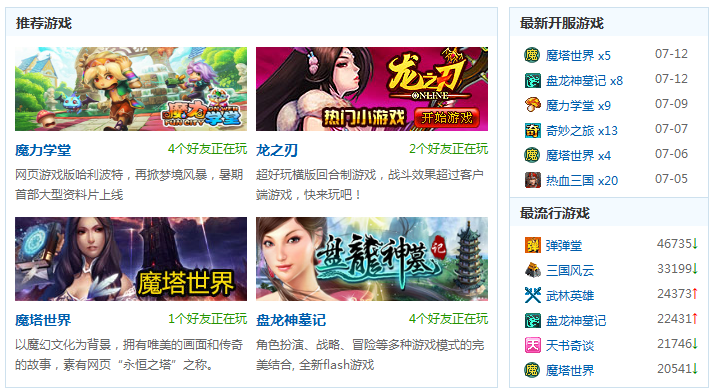 推荐游戏
魔力学堂
龙之刃
ONLINE
热门小游戏
开始游戏
魔力学堂 4个好友正在玩
网页游戏版哈利波特，再掀梦境风暴，暑期
首部大型资料片上线
龙之刃 2个好友正在玩
超好玩横版回合制游戏，战斗效果超过客户
端游戏，快来玩吧！
魔塔世界
盘龙神墓记
魔塔世界 1个好友正在玩
以魔幻文化为背景，拥有唯美的画面和传奇
的故事，素有网页“永恒之塔”之称。
盘龙神墓记 4个好友正在玩
角色扮演、战略、冒险等多种游戏模式的完
美结合, 全新flash游戏
最新开服游戏
魔塔世界 x5 07-12
盘龙神墓记 x8 07-12
魔力学堂 x9 07-09
奇妙之旅 x13 07-07
魔塔世界 x4 07-06
热血三国 x20 07-05
最流行游戏
弹弹堂 46735↓
三国风云 33199↓
武林英雄 24373↑
盘龙神墓记 22431↑
天书奇谈 21746↓
魔塔世界 20541↓